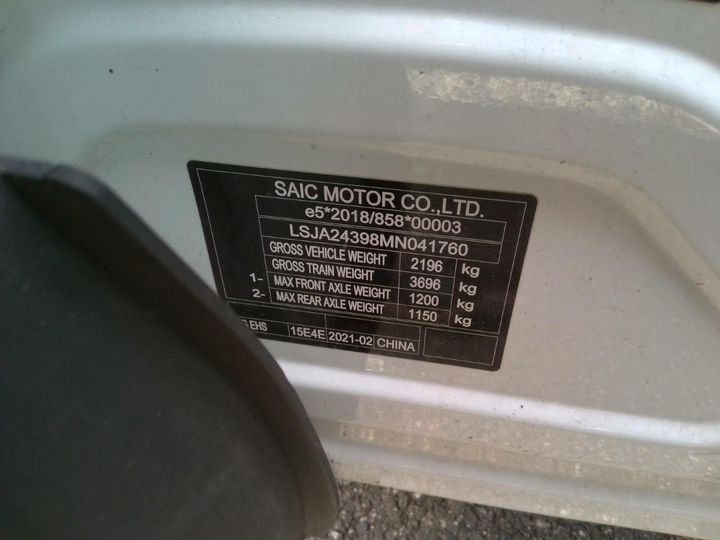 SAIC MOTOR CO.,LTD.
e5*2018/858*00003
LSJA24398MN041760
GROSS VEHICLE WEIGHT 2196 kg
GROSS TRAIN WEIGHT 3696 kg
1- MAX FRONT AXLE WEIGHT 1200 kg
2- MAX REAR AXLE WEIGHT 1150 kg
EHS 15E4E 2021-02 CHINA